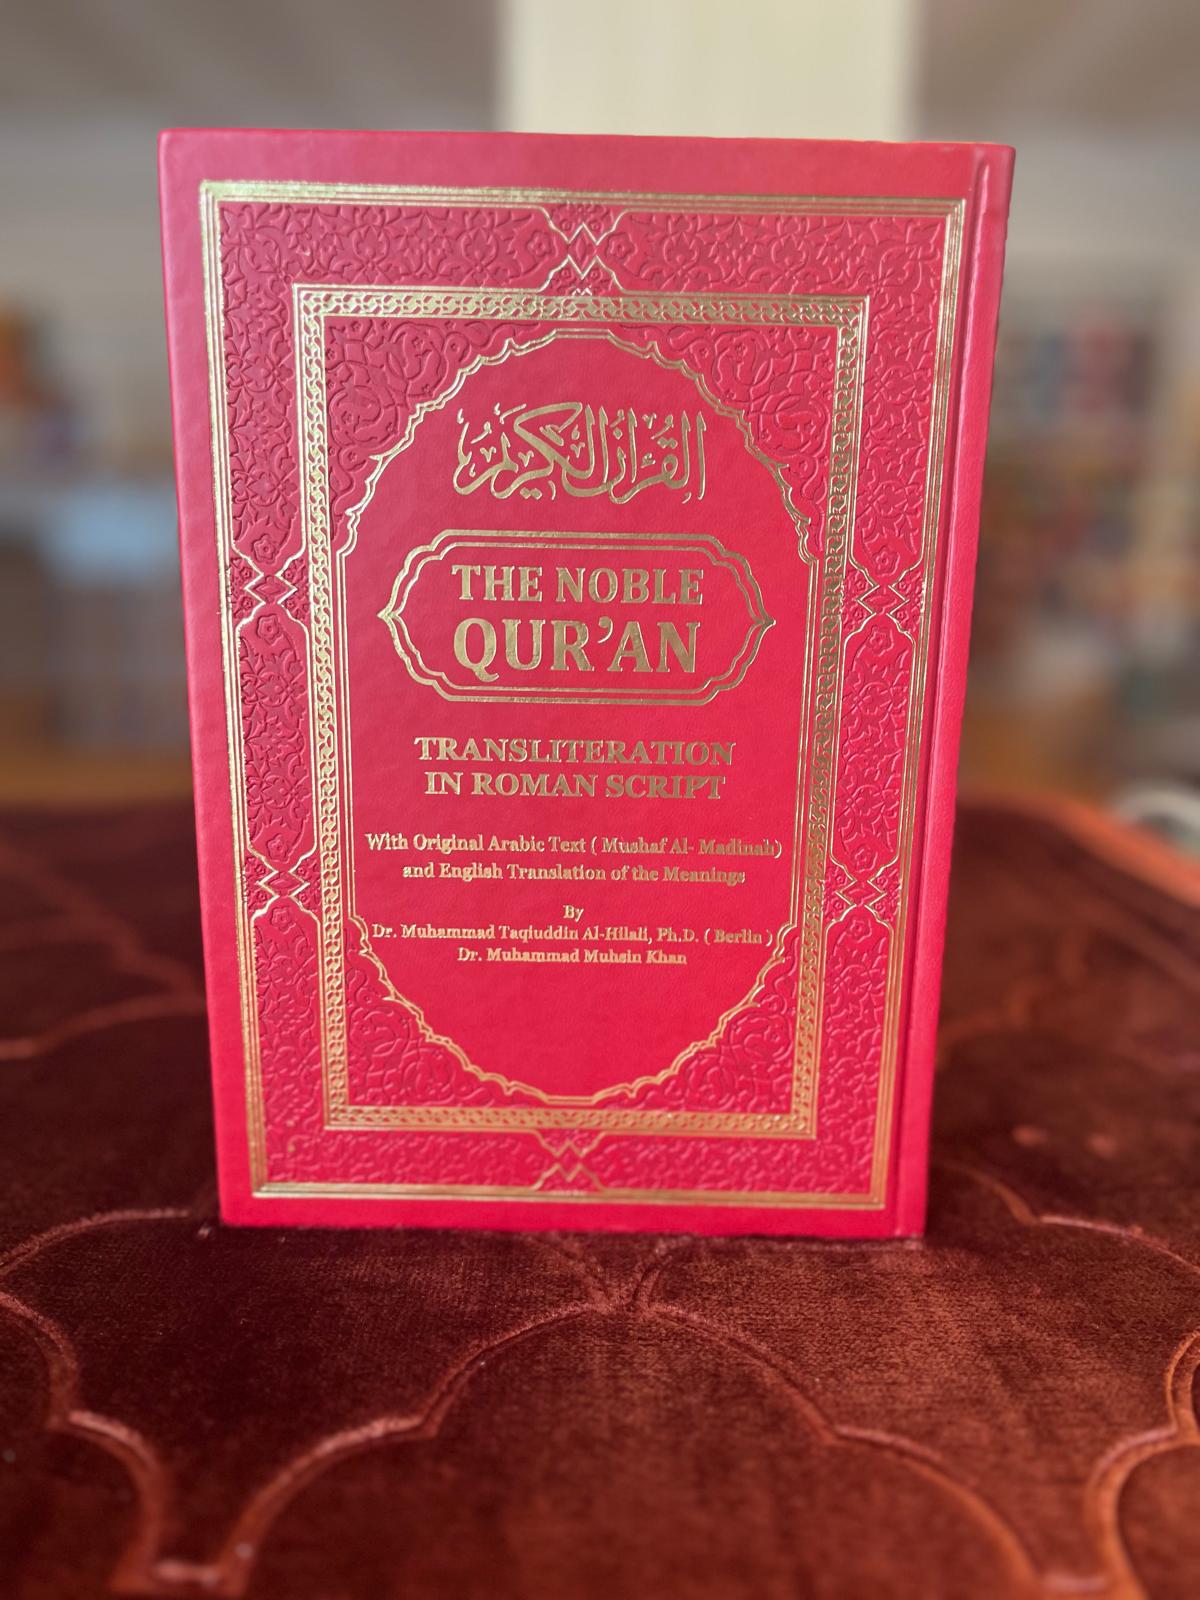 القرآن الكريم
THE NOBLE
QUR’AN
TRANSLITERATION
IN ROMAN SCRIPT
With Original Arabic Text ( Mushaf Al- Madinah)
and English Translation of the Meanings
By
Dr. Muhammad Taqiuddin Al-Hilali, Ph.D. ( Berlin )
Dr. Muhammad Muhsin Khan